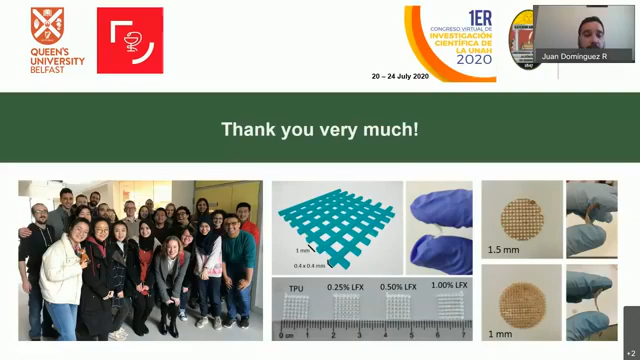 QUEEN'S
UNIVERSITY
BELFAST
1ER
CONGRESO VIRTUAL DE
INVESTIGACIÓN
CIENTÍFICA DE
LA UNAH
2020
20 – 24 July 2020
Juan Dominguez R
Thank you very much!
1 mm
0.4 x 0.4 mm
TPU 0.25% LFX 0.50% LFX 1.00% LFX
0 cm 1 2 3 4 5 6 7
1.5 mm
1 mm
+2